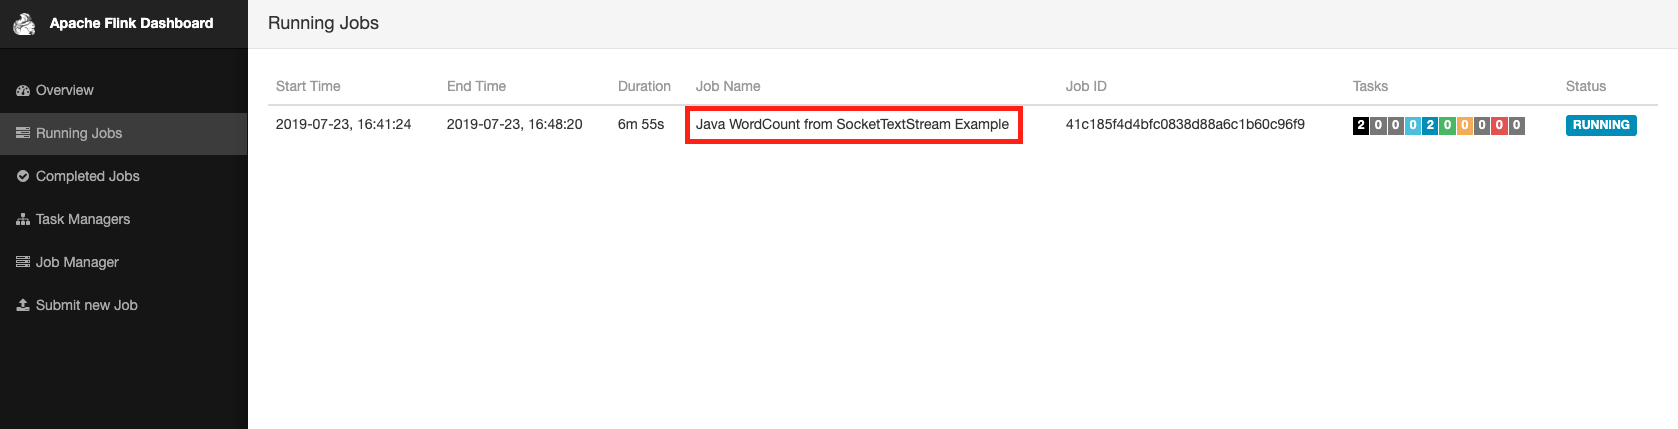 Apache Flink Dashboard
Overview
Running Jobs
Completed Jobs
Task Managers
Job Manager
Submit new Job
Running Jobs
Start Time End Time Duration Job Name Job ID Tasks Status
2019-07-23, 16:41:24 2019-07-23, 16:48:20 6m 55s Java WordCount from SocketTextStream Example 41c185f4d4bfc0838d88a6c1b60c96f9 2 0 0 0 2 0 0 0 0 0 RUNNING